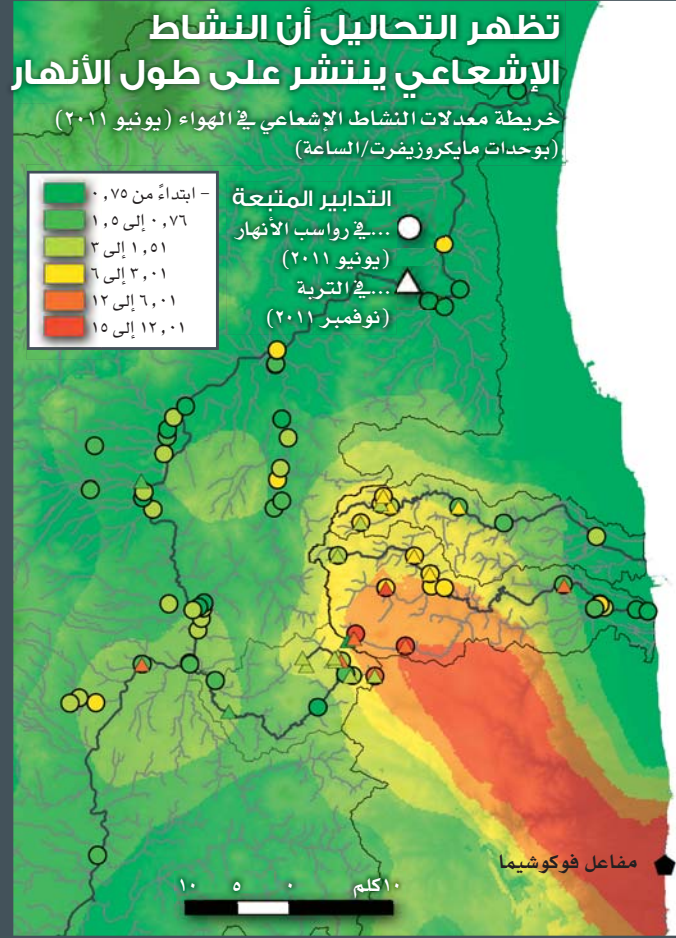 تظهر التحاليل أن النشاط
الإشعاعي ينتشر على طول الأنهار
خريطة معدلات النشاط الإشعاعي في الهواء (يونيو ٢٠١١)
(بوحدات مايكروزيفرت/الساعة)
التدابير المتبعة
...في رواسب الأنهار
(يونيو ٢٠١١)
...في التربة
(نوفمبر ٢٠١١)
- ابتداءً من ٠,٧٥
٠,٧٦ إلى ١,٥
١,٥١ إلى ٣
٣,٠١ إلى ٦
٦,٠١ إلى ١٢
١٢,٠١ إلى ١٥
مفاعل فوكوشيما
١٠ ٥ ٠ ١٠كلم